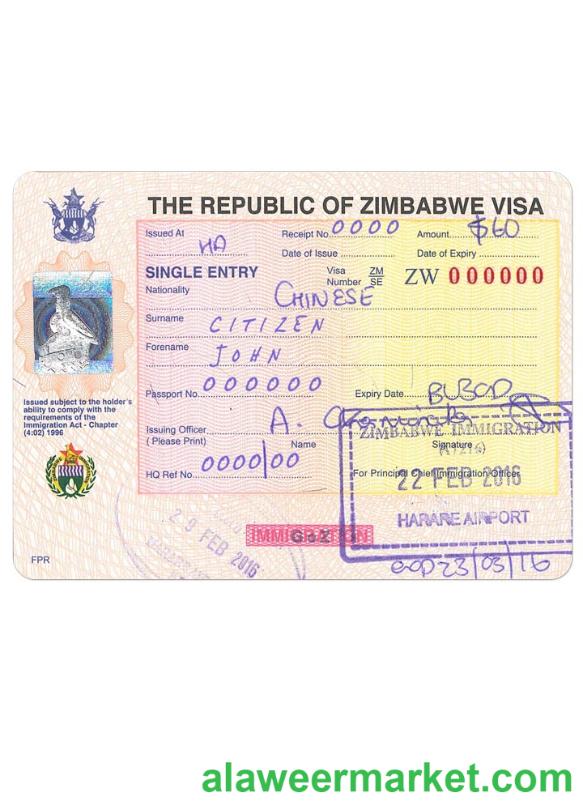 THE REPUBLIC OF ZIMBABWE VISA
Issued At HA Receipt No. 0000 Amount $60
Date of Issue Date of Expiry
SINGLE ENTRY Visa Number ZM SE ZW 000000
Nationality CHINESE
Surname CITIZEN
Forename JOHN
Passport No. 000000 Expiry Date
Issued subject to the holder's
ability to comply with the
requirements of the
Immigration Act - Chapter
(4:02) 1996
Issuing Officer A.
( Please Print) Name Signature
HQ Ref No. 0000/00 For Principal Chief Immigration Officer
ZIMBABWE IMMIGRATION
22 FEB 2016
HARARE AIRPORT
29 FEB 2016
IMMIGRATION
GoZ
FPR
23/03/16
alaweermarket.com